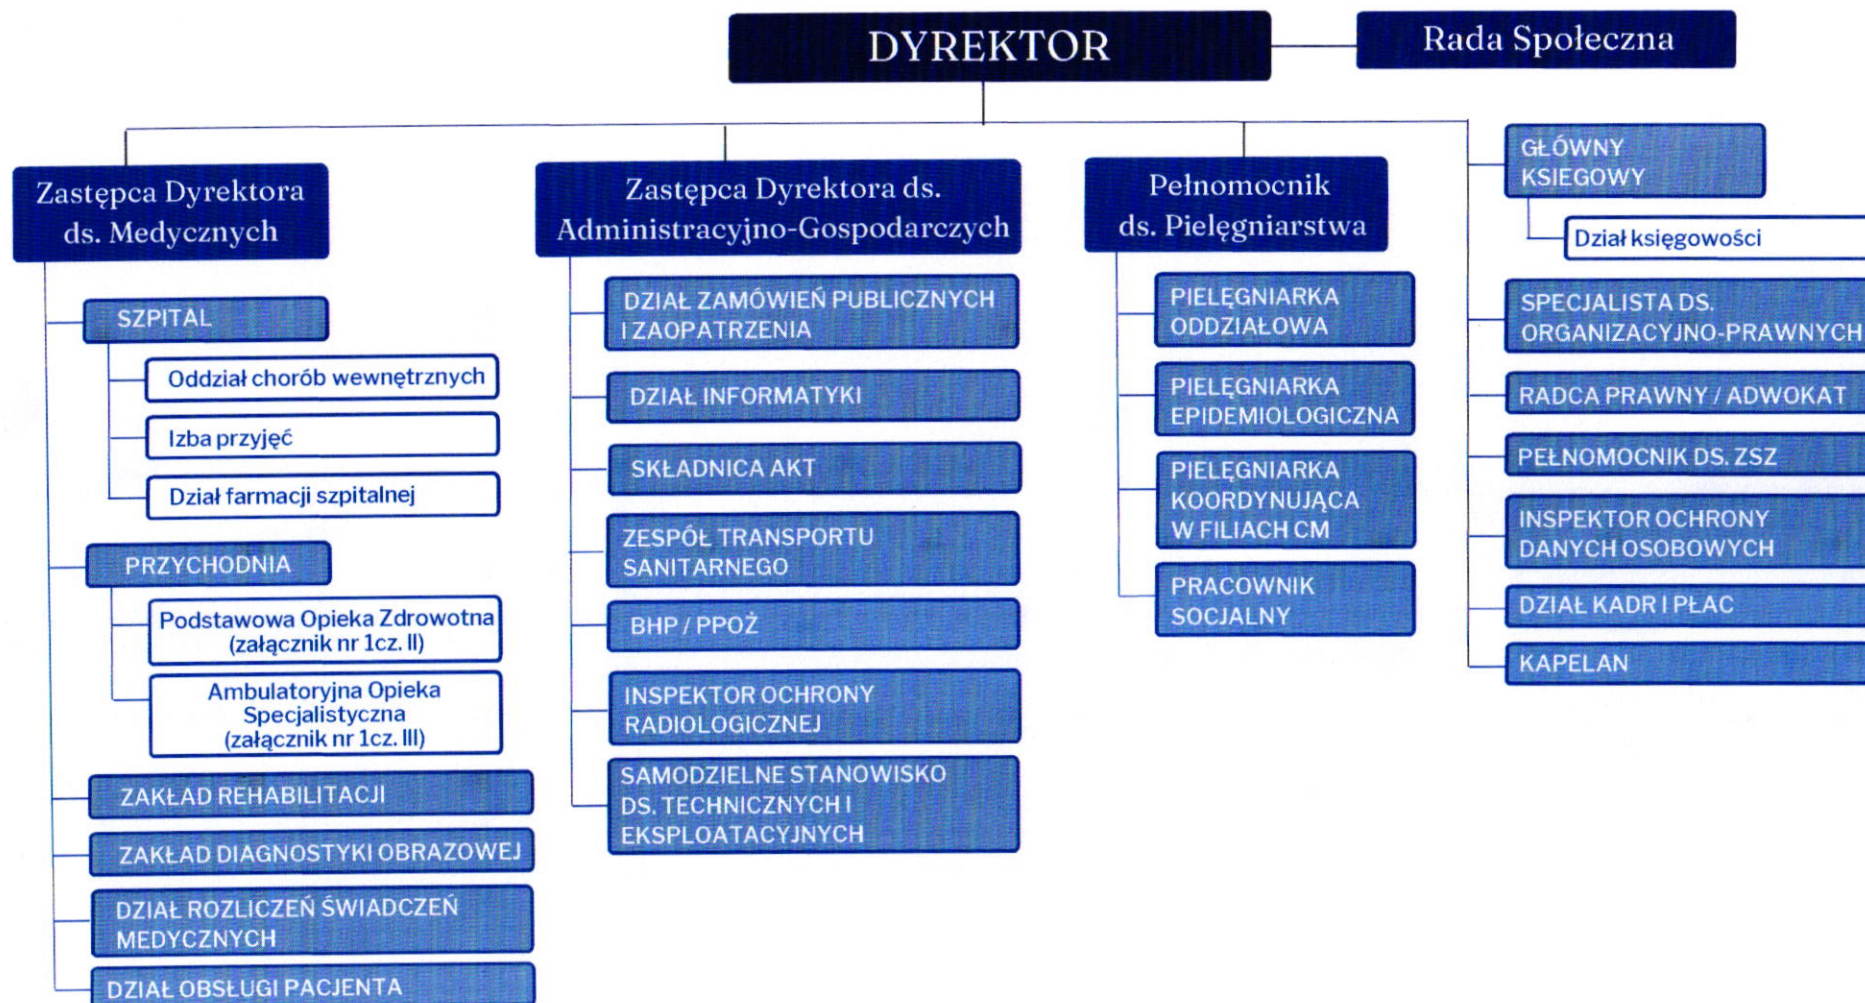 DYREKTOR
Rada Społeczna
Zastępca Dyrektora
ds. Medycznych
SZPITAL
Oddział chorób wewnętrznych
Izba przyjęć
Dział farmacji szpitalnej
PRZYCHODNIA
Podstawowa Opieka Zdrowotna
(załącznik nr 1cz. II)
Ambulatoryjna Opieka
Specjalistyczna
(załącznik nr 1cz. III)
ZAKŁAD REHABILITACJI
ZAKŁAD DIAGNOSTYKI OBRAZOWEJ
DZIAŁ ROZLICZEŃ ŚWIADCZEŃ
MEDYCZNYCH
DZIAŁ OBSŁUGI PACJENTA
Zastępca Dyrektora ds.
Administracyjno-Gospodarczych
DZIAŁ ZAMÓWIEŃ PUBLICZNYCH
I ZAOPATRZENIA
DZIAŁ INFORMATYKI
SKŁADNICA AKT
ZESPÓŁ TRANSPORTU
SANITARNEGO
BHP / PPOŻ
INSPEKTOR OCHRONY
RADIOLOGICZNEJ
SAMODZIELNE STANOWISKO
DS. TECHNICZNYCH I
EKSPLOATACYJNYCH
Pełnomocnik
ds. Pielęgniarstwa
PIELĘGNIARKA
ODDZIAŁOWA
PIELĘGNIARKA
EPIDEMIOLOGICZNA
PIELĘGNIARKA
KOORDYNUJĄCA
W FILIACH CM
PRACOWNIK
SOCJALNY
GŁÓWNY
KSIEGOWY
Dział księgowości
SPECJALISTA DS.
ORGANIZACYJNO-PRAWNYCH
RADCA PRAWNY / ADWOKAT
PEŁNOMOCNIK DS. ZSZ
INSPEKTOR OCHRONY
DANYCH OSOBOWYCH
DZIAŁ KADR I PŁAC
KAPELAN